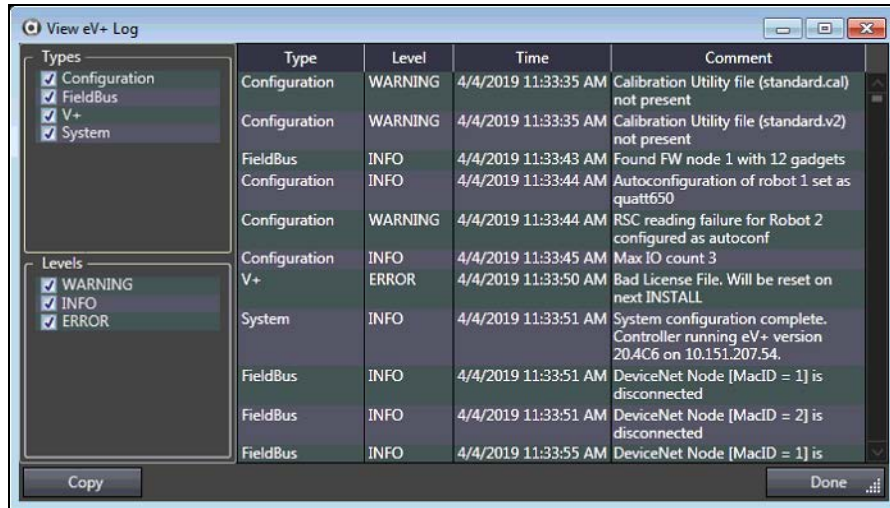 View eV+ Log
Types
Configuration
FieldBus
V+
System
Levels
WARNING
INFO
ERROR
Type Level Time Comment
Configuration WARNING 4/4/2019 11:33:35 AM Calibration Utility file (standard.cal)
not present
Configuration WARNING 4/4/2019 11:33:35 AM Calibration Utility file (standard.v2)
not present
FieldBus INFO 4/4/2019 11:33:43 AM Found FW node 1 with 12 gadgets
Configuration INFO 4/4/2019 11:33:44 AM Autoconfiguration of robot 1 set as
quatt650
Configuration WARNING 4/4/2019 11:33:44 AM RSC reading failure for Robot 2
configured as autoconf
Configuration INFO 4/4/2019 11:33:45 AM Max IO count 3
V+ ERROR 4/4/2019 11:33:50 AM Bad License File. Will be reset on
next INSTALL
System INFO 4/4/2019 11:33:51 AM System configuration complete.
Controller running eV+ version
20.4C6 on 10.151.207.54.
FieldBus INFO 4/4/2019 11:33:51 AM DeviceNet Node [MacID = 1] is
disconnected
FieldBus INFO 4/4/2019 11:33:51 AM DeviceNet Node [MacID = 2] is
disconnected
FieldBus INFO 4/4/2019 11:33:55 AM DeviceNet Node [MacID = 1] is
Copy Done